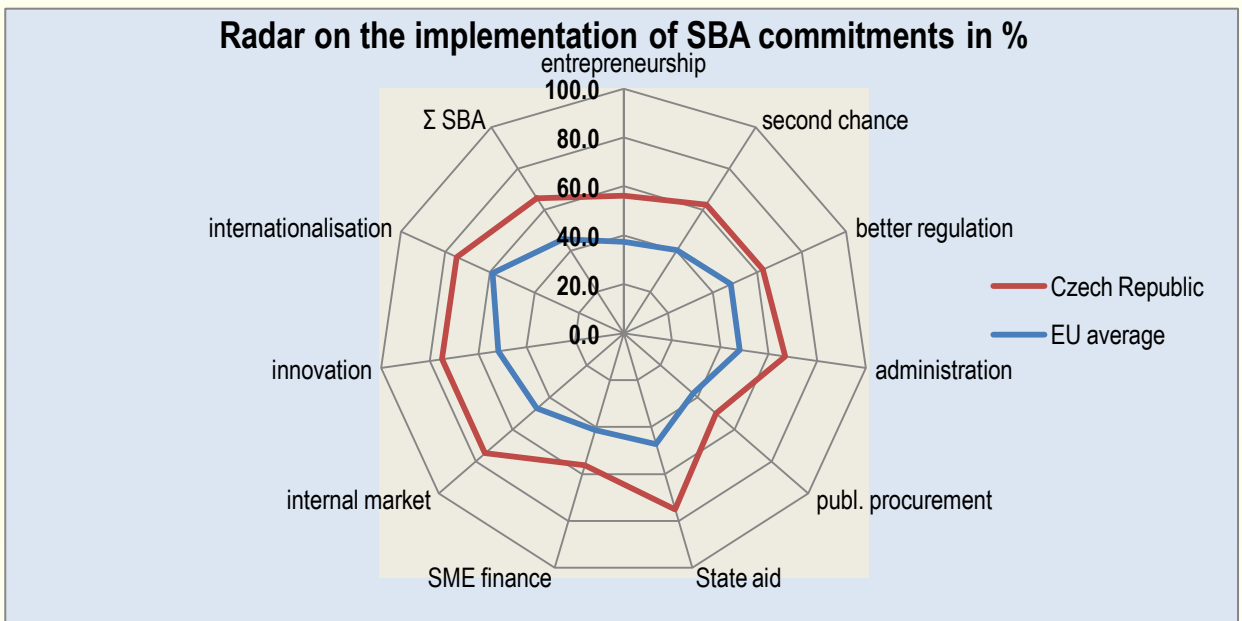 Radar on the implementation of SBA commitments in %
entrepreneurship
100.0
Σ SBA
second chance
80.0
60.0
internationalisation
better regulation
40.0
20.0
Czech Republic
0.0
EU average
innovation
administration
internal market
publ. procurement
SME finance
State aid